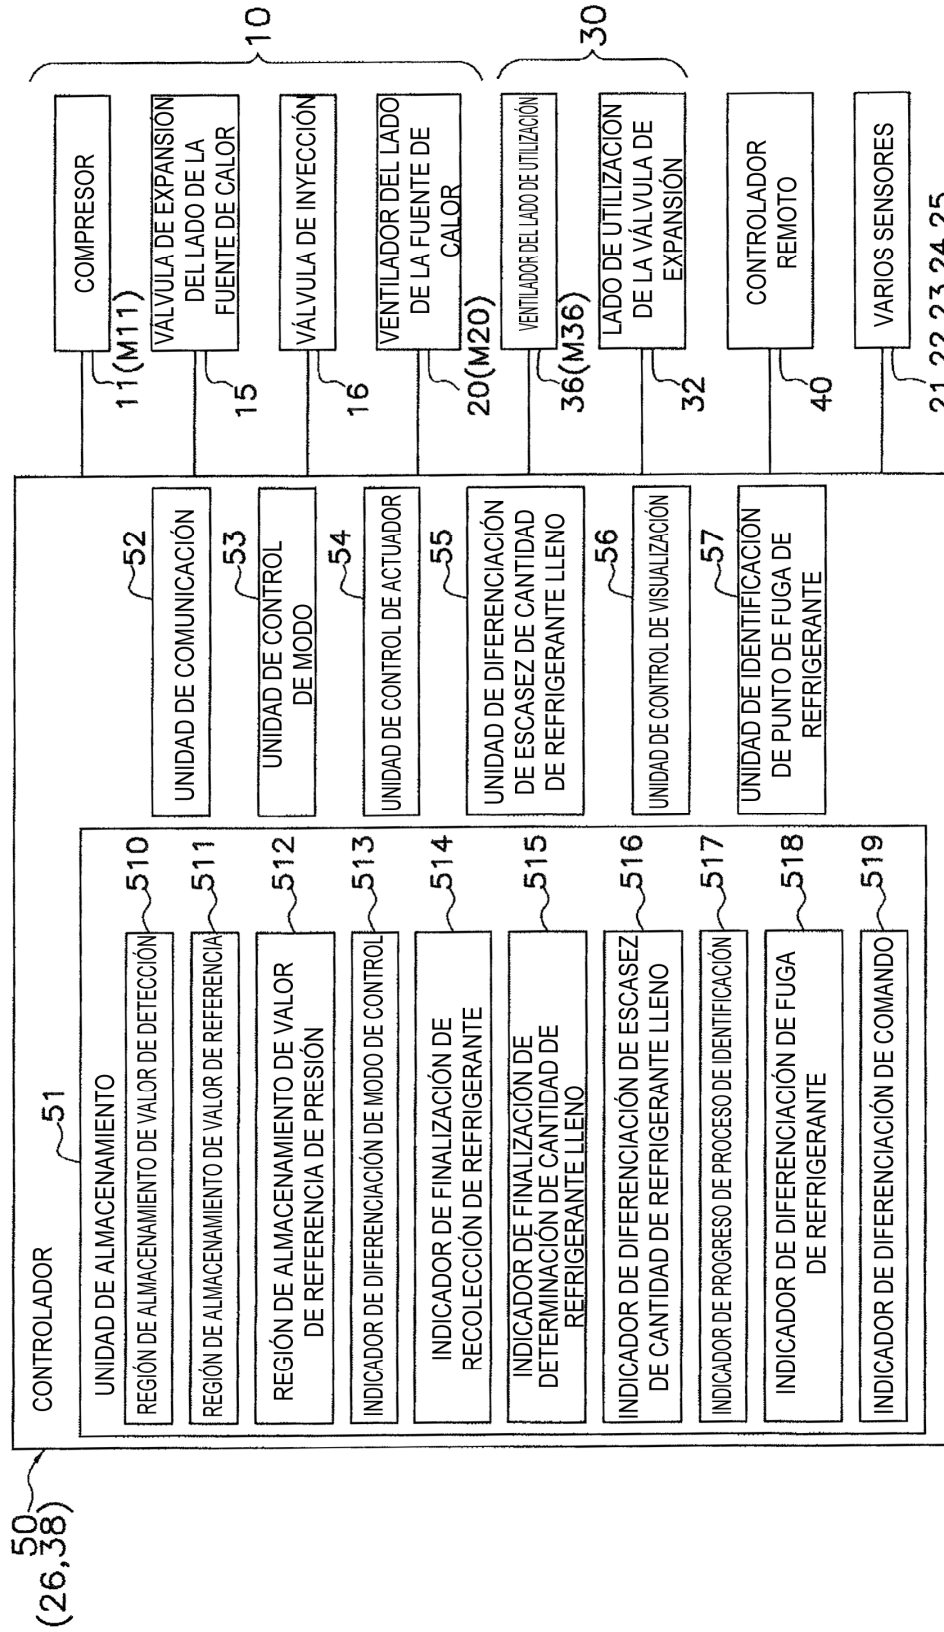 50
(26,38)
CONTROLADOR
51
UNIDAD DE ALMACENAMIENTO
REGIÓN DE ALMACENAMIENTO DE VALOR DE DETECCIÓN
510
REGIÓN DE ALMACENAMIENTO DE VALOR DE REFERENCIA
511
REGIÓN DE ALMACENAMIENTO DE VALOR
DE REFERENCIA DE PRESIÓN
512
INDICADOR DE DIFERENCIACIÓN DE MODO DE CONTROL
513
INDICADOR DE FINALIZACIÓN DE
RECOLECCIÓN DE REFRIGERANTE
514
INDICADOR DE FINALIZACIÓN DE
DETERMINACIÓN DE CANTIDAD DE
REFRIGERANTE LLENO
515
INDICADOR DE DIFERENCIACIÓN DE ESCASEZ
DE CANTIDAD DE REFRIGERANTE LLENO
516
INDICADOR DE PROGRESO DE PROCESO DE IDENTIFICACIÓN
517
INDICADOR DE DIFERENCIACIÓN DE FUGA
DE REFRIGERANTE
518
INDICADOR DE DIFERENCIACIÓN DE COMANDO
519
UNIDAD DE COMUNICACIÓN
52
UNIDAD DE CONTROL
DE MODO
53
UNIDAD DE CONTROL DE ACTUADOR
54
UNIDAD DE DIFERENCIACIÓN
DE ESCASEZ DE CANTIDAD
DE REFRIGERANTE LLENO
55
UNIDAD DE CONTROL DE VISUALIZACIÓN
56
UNIDAD DE IDENTIFICACIÓN
DE PUNTO DE FUGA DE
REFRIGERANTE
57
COMPRESOR
11(M11)
VÁLVULA DE EXPANSIÓN
DEL LADO DE LA
FUENTE DE CALOR
15
VÁLVULA DE INYECCIÓN
16
VENTILADOR DEL LADO
DE LA FUENTE DE
CALOR
20(M20)
10
VENTILADOR DEL LADO DE UTILIZACIÓN
36(M36)
LADO DE UTILIZACION
DE LA VÁLVULA DE
EXPANSIÓN
32
30
CONTROLADOR
REMOTO
40
VARIOS SENSORES
21,22,23,24,25